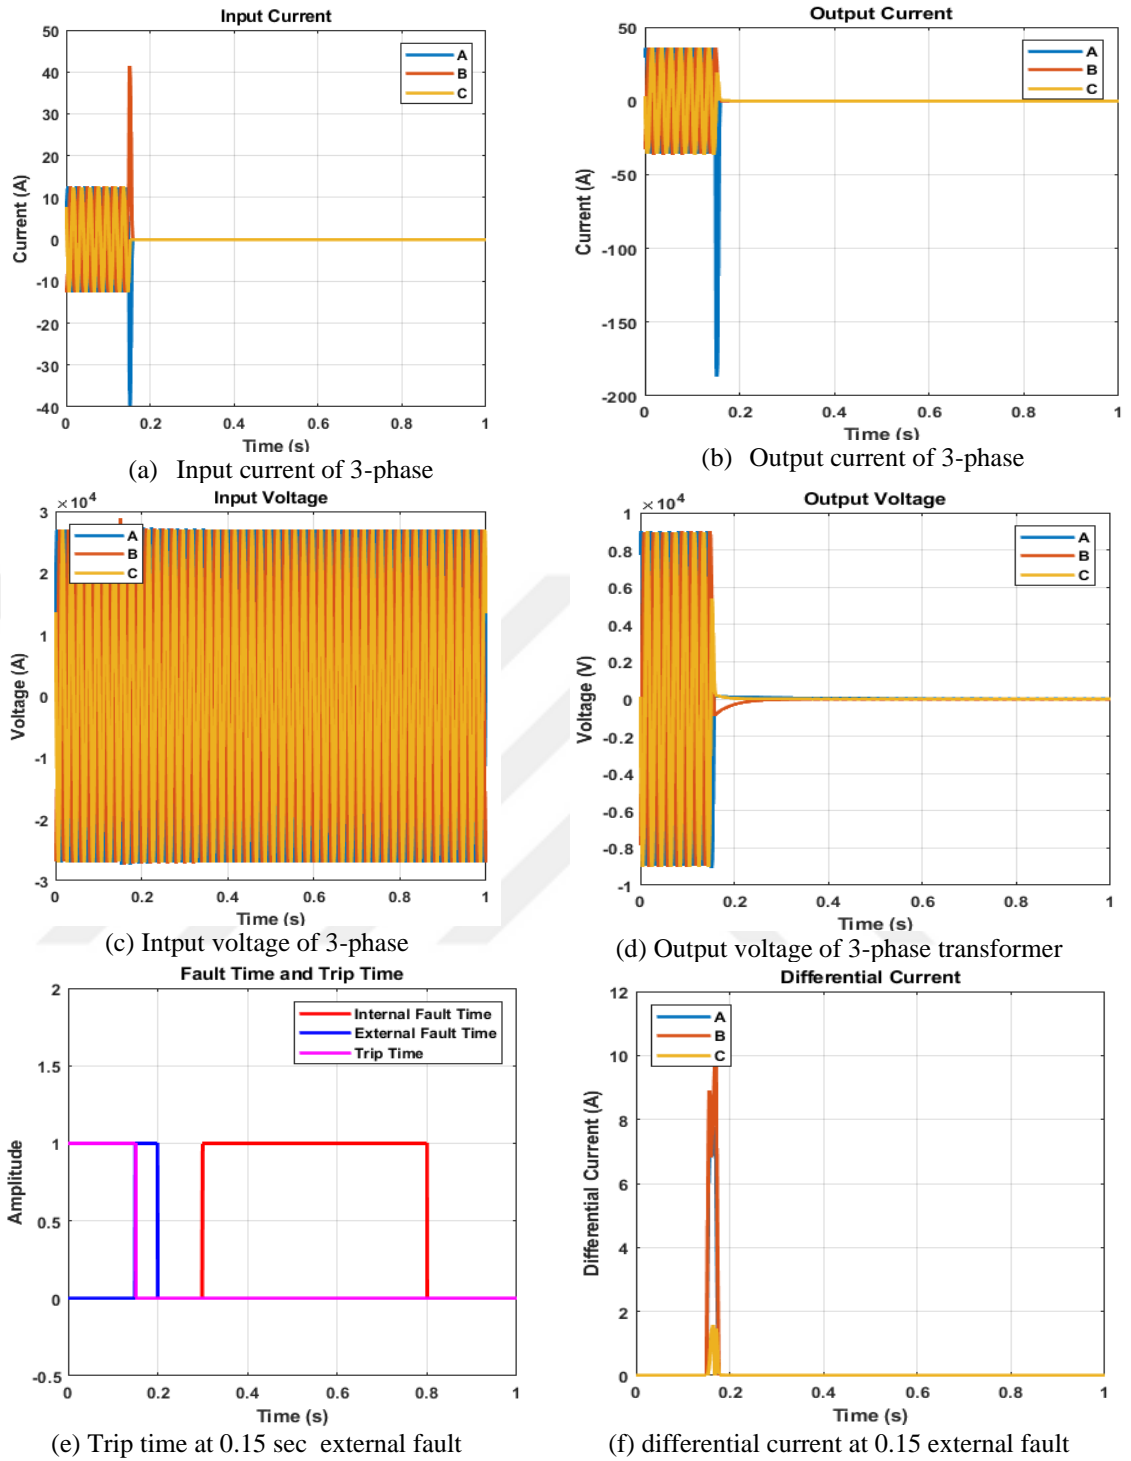 Input Current
50
40
30
20
10
0
-10
-20
-30
-40
Current (A)
A
B
C
0 0.2 0.4 0.6 0.8 1
Time (s)
(a) Input current of 3-phase
Output Current
50
0
-50
-100
-150
-200
Current (A)
A
B
C
0 0.2 0.4 0.6 0.8 1
Time (s)
(b) Output current of 3-phase
Input Voltage
×10^4
3
2
1
0
-1
-2
-3
Voltage (A)
A
B
C
0 0.2 0.4 0.6 0.8 1
Time (s)
(c) Intput voltage of 3-phase
Output Voltage
×10^4
1
0.8
0.6
0.4
0.2
0
-0.2
-0.4
-0.6
-0.8
-1
Voltage (V)
A
B
C
0 0.2 0.4 0.6 0.8 1
Time (s)
(d) Output voltage of 3-phase transformer
Fault Time and Trip Time
2
1.5
1
0.5
0
-0.5
Amplitude
Internal Fault Time
External Fault Time
Trip Time
0 0.2 0.4 0.6 0.8 1
Time (s)
(e) Trip time at 0.15 sec external fault
Differential Current
12
10
8
6
4
2
0
Differential Current (A)
A
B
C
0 0.2 0.4 0.6 0.8 1
Time (s)
(f) differential current at 0.15 external fault